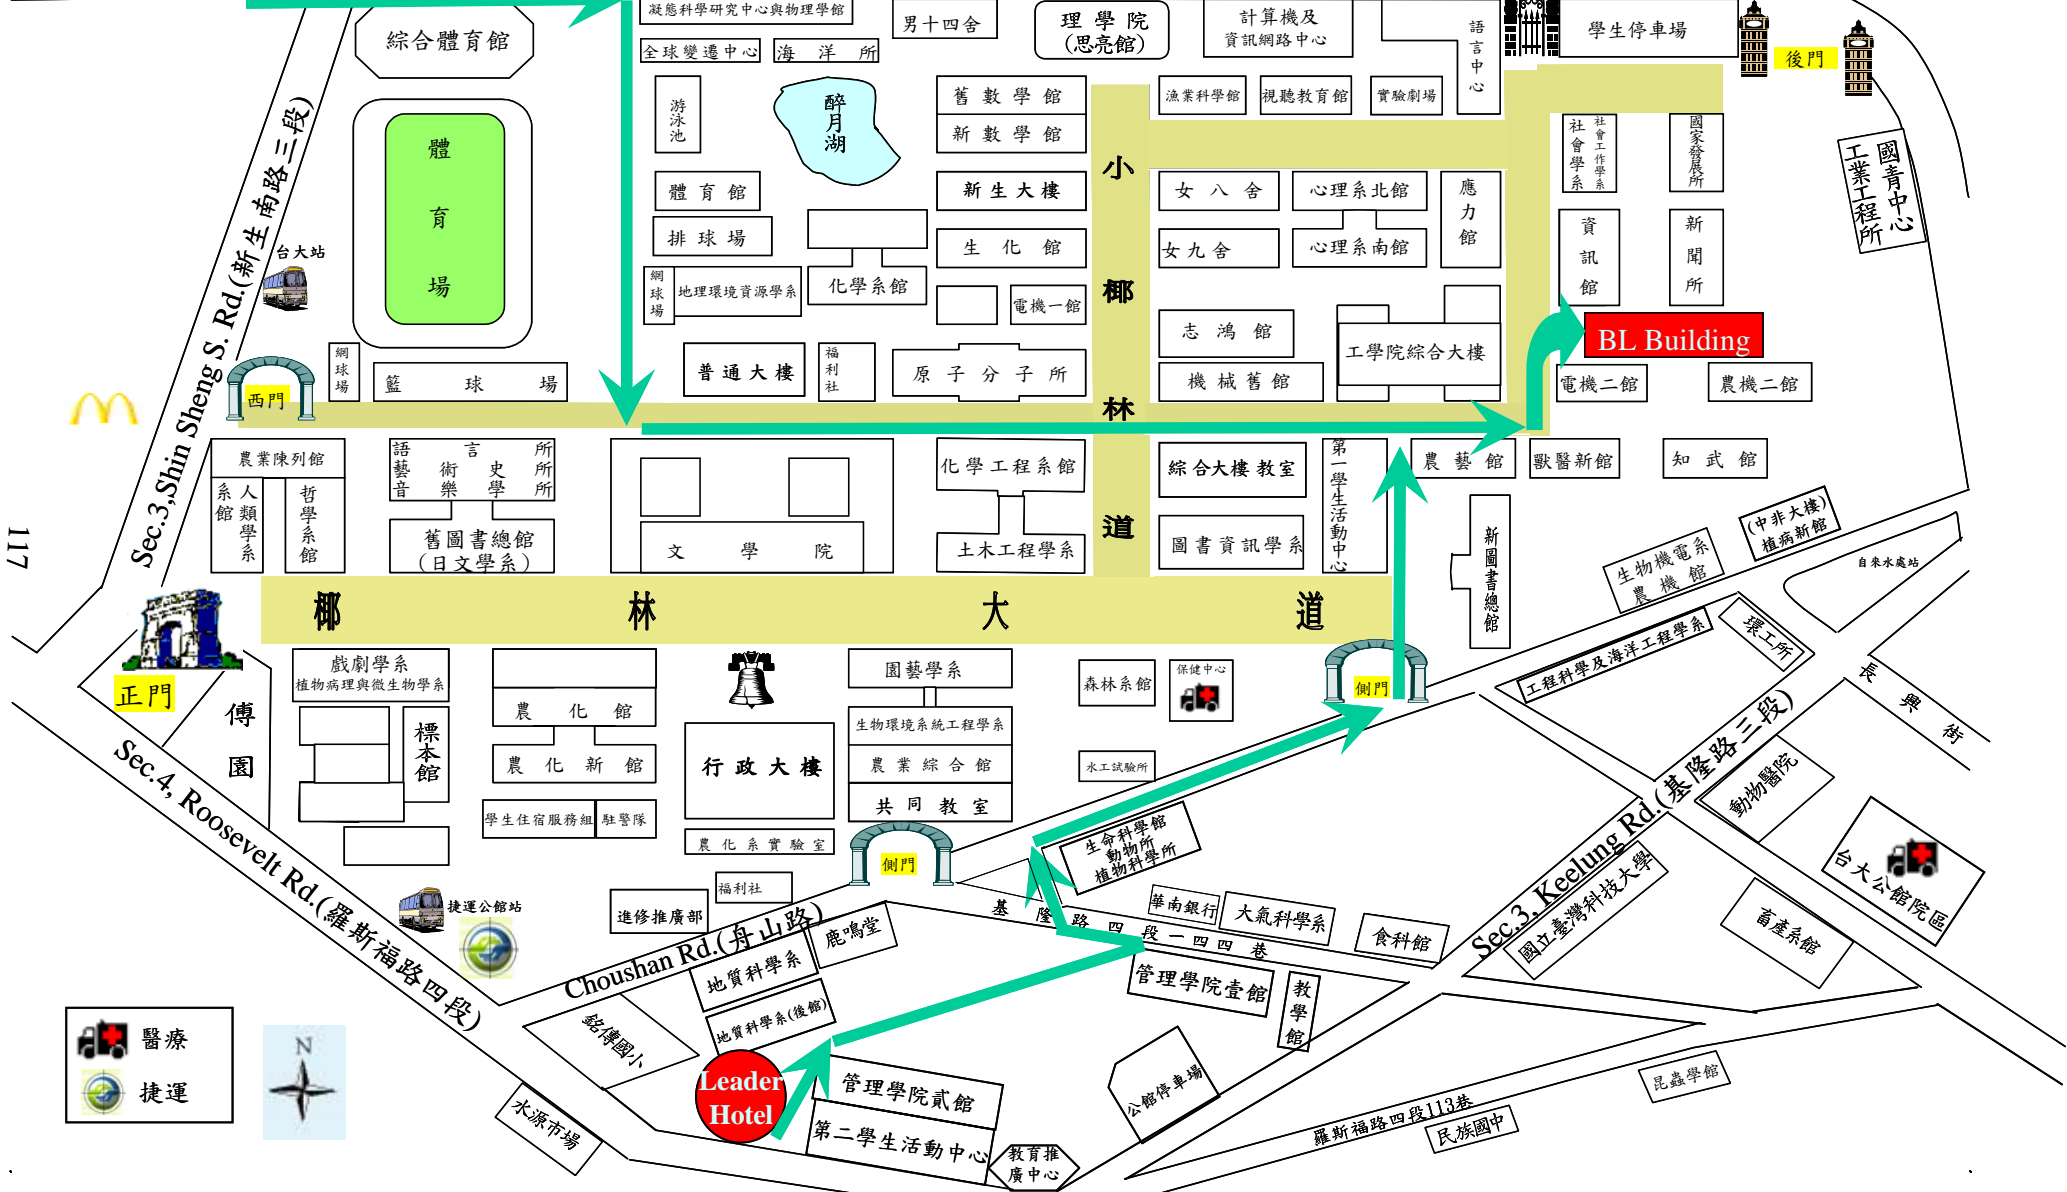 凝態科學研究中心與物理學館
男十四舍
理學院
(思亮館)
計算機及
資訊網路中心
語言中心
學生停車場
後門
綜合體育館
全球變遷中心
海洋所
游泳池
醉月湖
舊數學館
新數學館
漁業科學館
視聽教育館
實驗劇場
社會學系
社會工作學系
國家發展所
國青中心
工業工程所
體育場
體育館
新生大樓
小椰林道
女八舍
心理系北館
應力館
排球場
生化館
女九舍
心理系南館
資訊館
新聞所
台大站
網球場
地理環境資源學系
化學系館
電機一館
志鴻館
工學院綜合大樓
BL Building
Sec.3,Shin Sheng S. Rd.(新生南路三段)
西門
網球場
籃球場
普通大樓
福利社
原子分子所
機械舊館
電機二館
農機二館
農業陳列館
人類學系
系館
哲學系館
語言所
藝術史所
音樂學所
舊圖書總館
(日文學系)
文學院
化學工程系館
土木工程學系
綜合大樓教室
圖書資訊學系
第一學生活動中心
農藝館
獸醫新館
知武館
新圖書總館
(中非大樓)
植病新館
生物機電系
農機館
自來水處站
117
椰林大道
正門
傅園
戲劇學系
植物病理與微生物學系
標本館
農化館
農化新館
學生住宿服務組
駐警隊
行政大樓
農化系實驗室
園藝學系
生物環境系統工程學系
農業綜合館
共同教室
側門
森林系館
保健中心
水工試驗所
側門
工程科學及海洋工程學系
環工所
長興街
Sec.4, Roosevelt Rd.(羅斯福路四段)
捷運公館站
進修推廣部
福利社
Choushan Rd.(舟山路)
鹿鳴堂
地質科學系
地質科學系(後館)
銘傳國小
水源市場
生命科學館
動物所
植物科學所
基隆路四段一四四巷
華南銀行
大氣科學系
食科館
管理學院壹館
教學館
Sec.3, Keelung Rd.(基隆路三段)
國立臺灣科技大學
動物醫院
台大公館院區
畜產系館
醫療
捷運
N
Leader
Hotel
管理學院貳館
第二學生活動中心
教育推
廣中心
公館停車場
羅斯福路四段113巷
民族國中
昆蟲學館